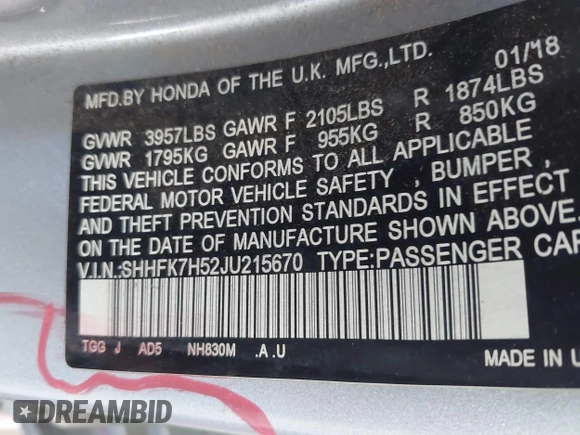 MFD.BY HONDA OF THE U.K. MFG.,LTD. 01/18
GVWR 3957LBS GAWR F 2105LBS R 1874LBS
GVWR 1795KG GAWR F 955KG R 850KG
THIS VEHICLE CONFORMS TO ALL APPLICABLE
FEDERAL MOTOR VEHICLE SAFETY , BUMPER ,
AND THEFT PREVENTION STANDARDS IN EFFECT
ON THE DATE OF MANUFACTURE SHOWN ABOVE.
V.I.N.:SHHFK7H52JU215670 TYPE:PASSENGER CAR
TGG J AD5 NH830M .A .U
MADE IN
DREAMBID